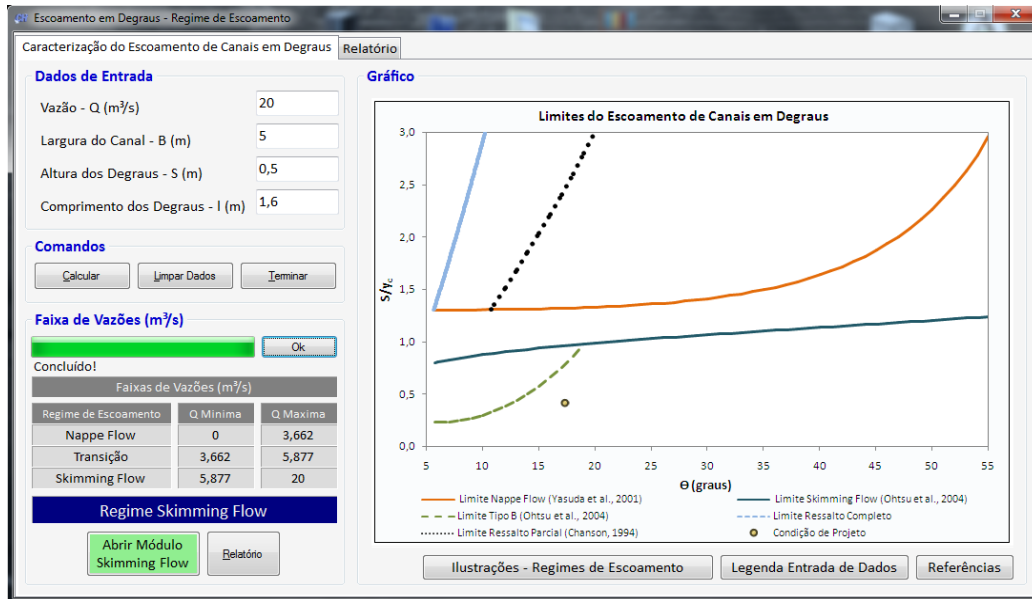 Escoamento em Degraus - Regime de Escoamento
Caracterização do Escoamento de Canais em Degraus
Relatório
Dados de Entrada
Vazão - Q (m³/s)
20
Largura do Canal - B (m)
5
Altura dos Degraus - S (m)
0,5
Comprimento dos Degraus - l (m)
1,6
Comandos
Calcular
Limpar Dados
Terminar
Faixa de Vazões (m³/s)
Ok
Concluído!
Faixas de Vazões (m³/s)
Regime de Escoamento Q Minima Q Maxima
Nappe Flow 0 3,662
Transição 3,662 5,877
Skimming Flow 5,877 20
Regime Skimming Flow
Abrir Módulo
Skimming Flow
Relatório
Gráfico
Limites do Escoamento de Canais em Degraus
3,0
2,5
2,0
1,5
1,0
0,5
0,0
S/yc
5 10 15 20 25 30 35 40 45 50 55
Θ (graus)
Limite Nappe Flow (Yasuda et al., 2001)
Limite Skimming Flow (Ohtsu et al., 2004)
Limite Tipo B (Ohtsu et al., 2004)
Limite Ressalto Completo
Limite Ressalto Parcial (Chanson, 1994)
Condição de Projeto
Ilustrações - Regimes de Escoamento
Legenda Entrada de Dados
Referências